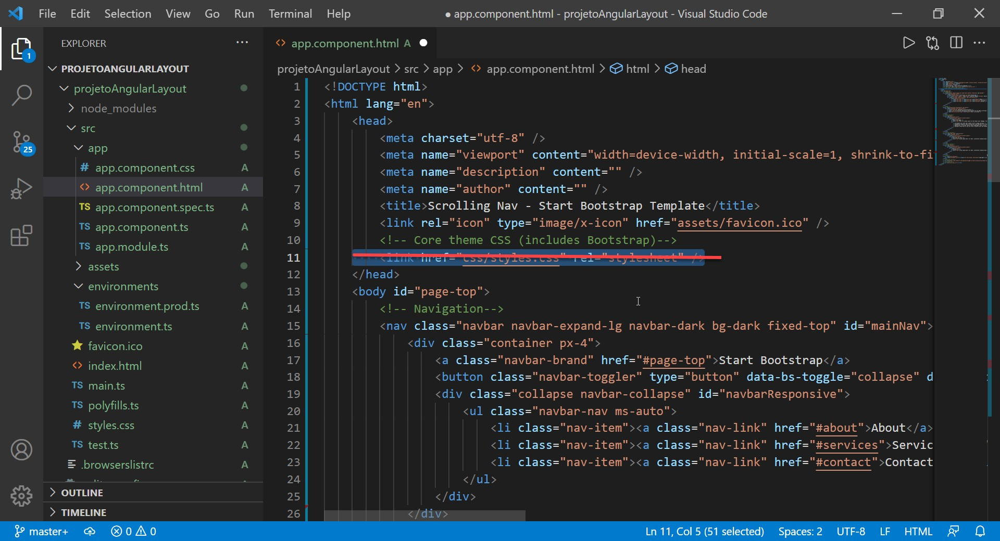 File Edit Selection View Go Run Terminal Help
● app.component.html - projetoAngularLayout - Visual Studio Code
1
25
EXPLORER
PROJETOANGULARLAYOUT
projetoAngularLayout
node_modules
src
app
# app.component.css A
<> app.component.html A
TS app.component.spec.ts A
TS app.component.ts A
TS app.module.ts A
assets
environments
TS environment.prod.ts A
TS environment.ts A
favicon.ico A
<> index.html A
TS main.ts A
TS polyfills.ts A
# styles.css A
TS test.ts A
.browserslistrc A
OUTLINE
TIMELINE
<> app.component.html A
projetoAngularLayout > src > app > <> app.component.html > html > head
1 <!DOCTYPE html>
2 <html lang="en">
3 <head>
4 <meta charset="utf-8" />
5 <meta name="viewport" content="width=device-width, initial-scale=1, shrink-to-fi
6 <meta name="description" content="" />
7 <meta name="author" content="" />
8 <title>Scrolling Nav - Start Bootstrap Template</title>
9 <link rel="icon" type="image/x-icon" href="assets/favicon.ico" />
10 <!-- Core theme CSS (includes Bootstrap)-->
11 <link href="css/styles.css" rel="stylesheet" />
12 </head>
13 <body id="page-top">
14 <!-- Navigation-->
15 <nav class="navbar navbar-expand-lg navbar-dark bg-dark fixed-top" id="mainNav">
16 <div class="container px-4">
17 <a class="navbar-brand" href="#page-top">Start Bootstrap</a>
18 <button class="navbar-toggler" type="button" data-bs-toggle="collapse" d
19 <div class="collapse navbar-collapse" id="navbarResponsive">
20 <ul class="navbar-nav ms-auto">
21 <li class="nav-item"><a class="nav-link" href="#about">About</a>
22 <li class="nav-item"><a class="nav-link" href="#services">Servic
23 <li class="nav-item"><a class="nav-link" href="#contact">Contact
24 </ul>
25 </div>
26 </div>
master+ 0 0 Ln 11, Col 5 (51 selected) Spaces: 2 UTF-8 LF HTML